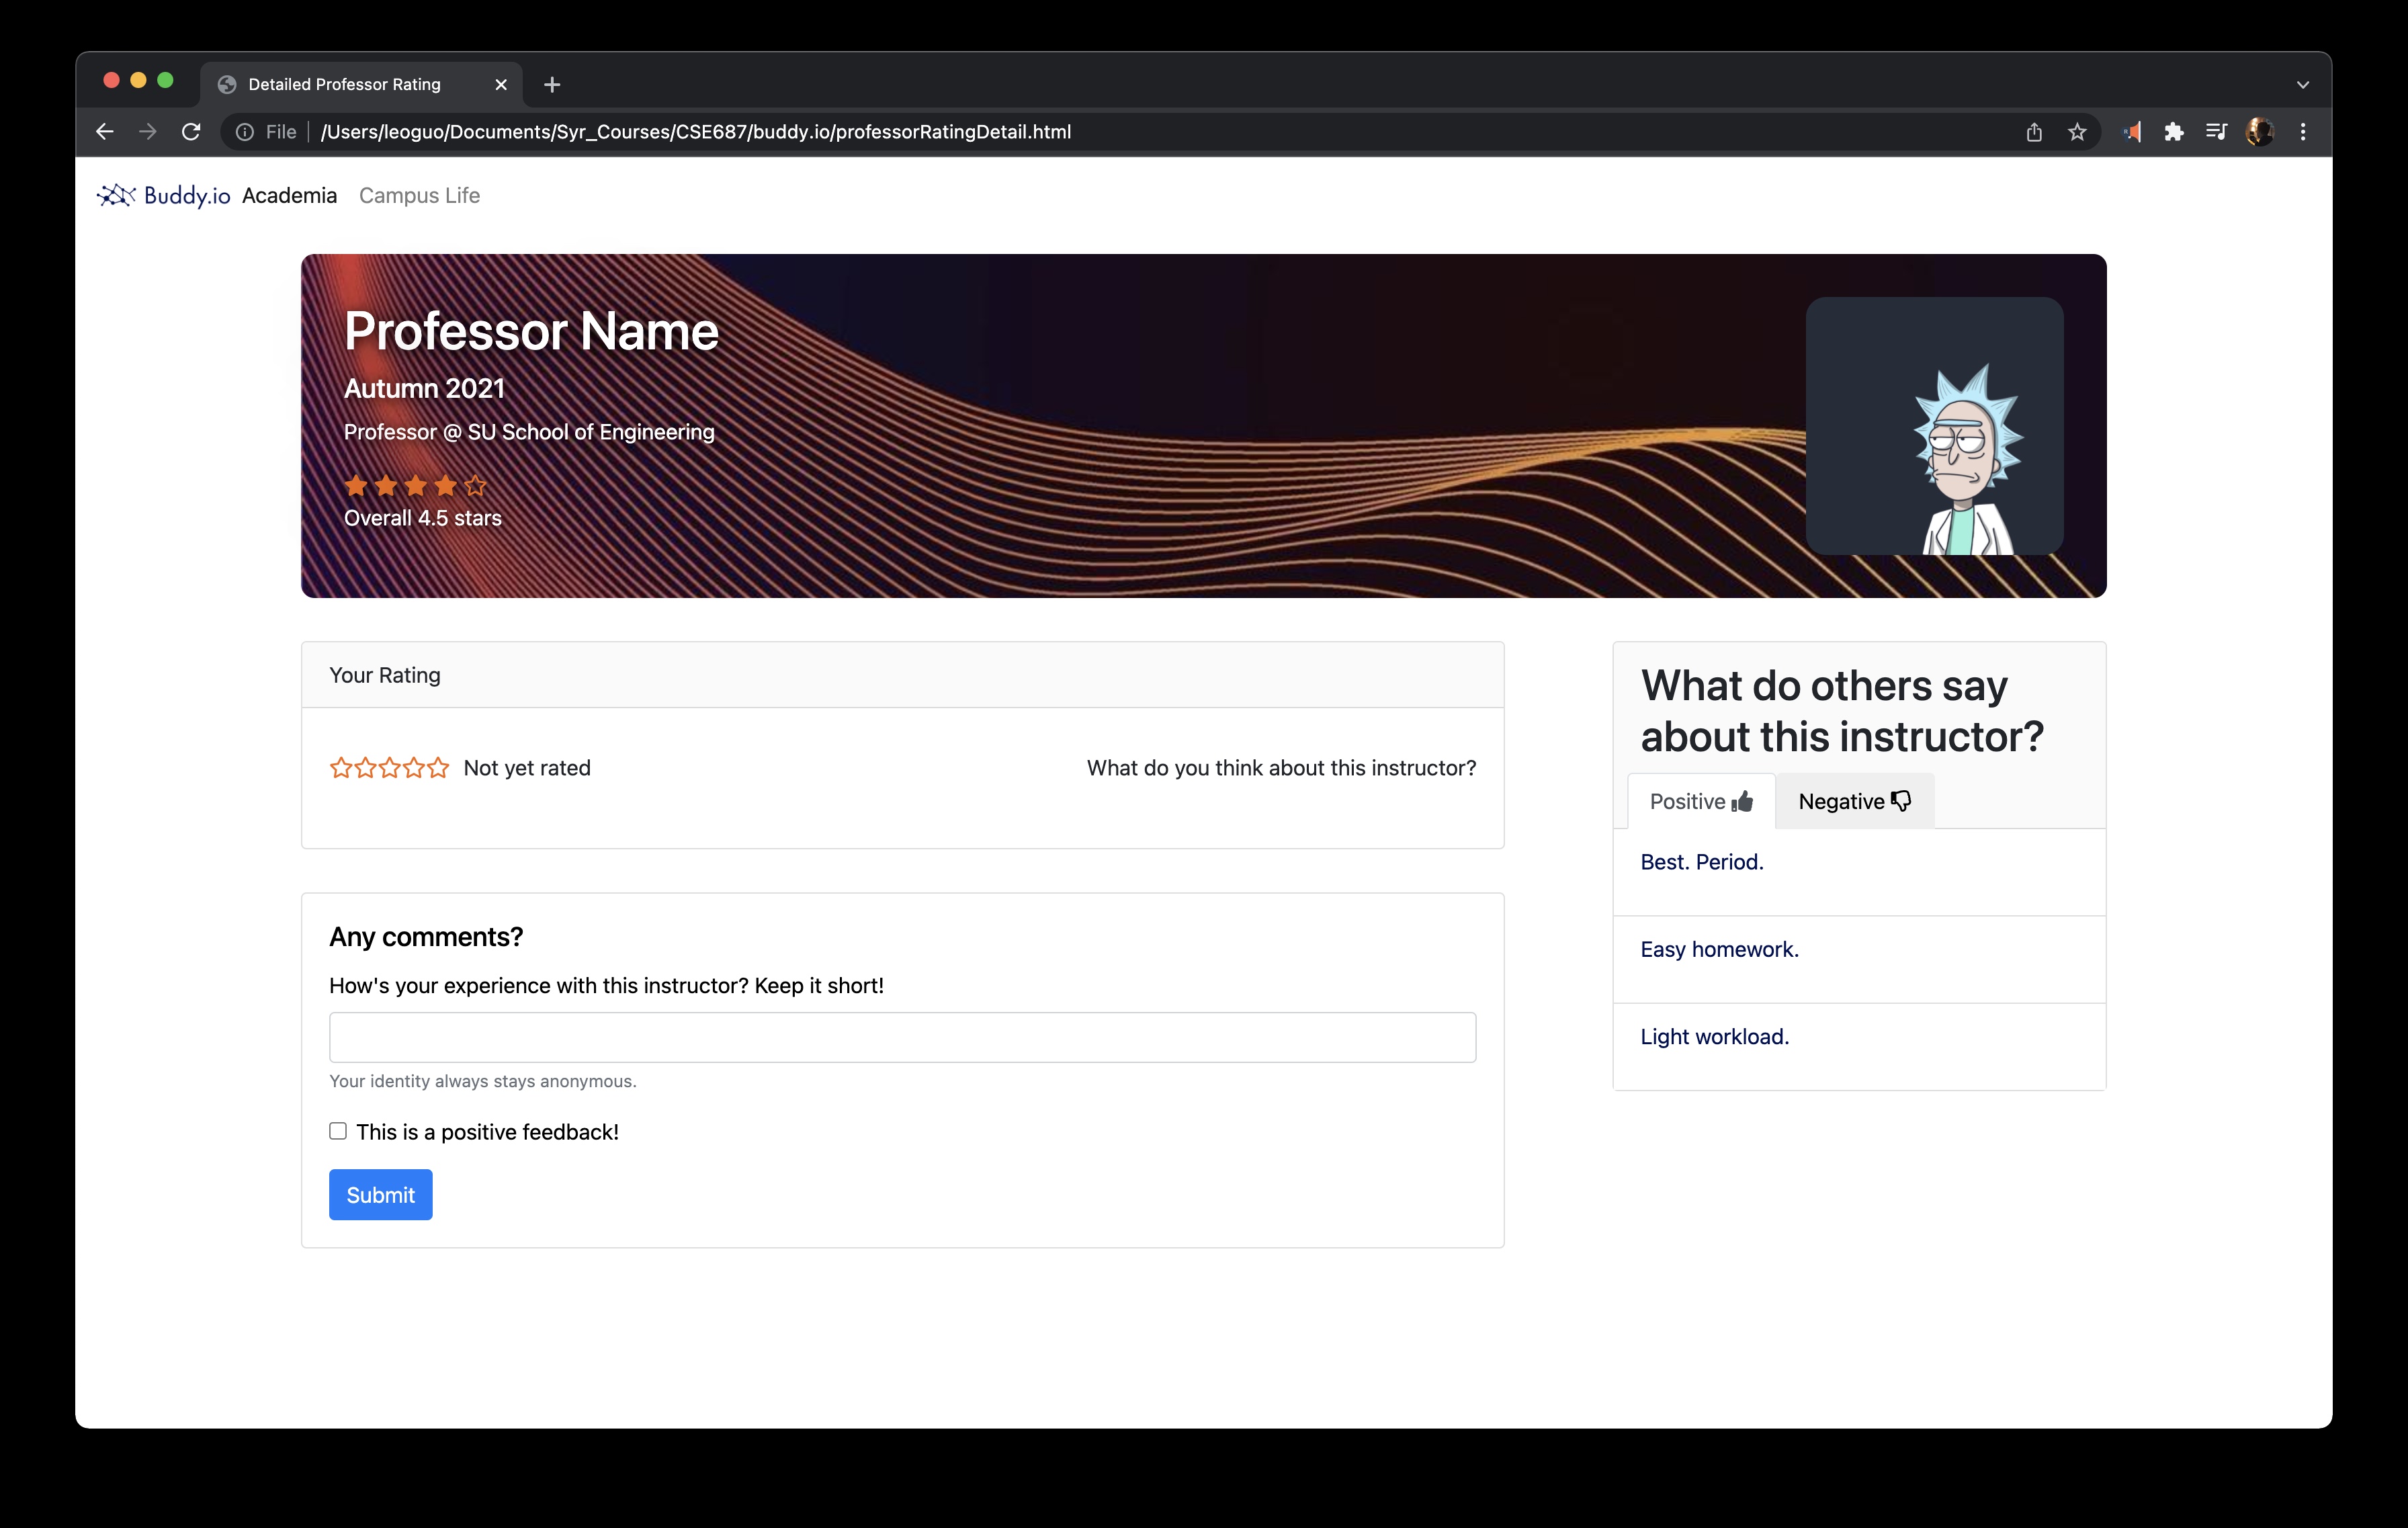 Detailed Professor Rating
File /Users/leoguo/Documents/Syr_Courses/CSE687/buddy.io/professorRatingDetail.html
Buddy.io Academia Campus Life
Professor Name
Autumn 2021
Professor @ SU School of Engineering
Overall 4.5 stars
Your Rating
Not yet rated What do you think about this instructor?
Any comments?
How's your experience with this instructor? Keep it short!
Your identity always stays anonymous.
This is a positive feedback!
Submit
What do others say
about this instructor?
Positive Negative
Best. Period.
Easy homework.
Light workload.